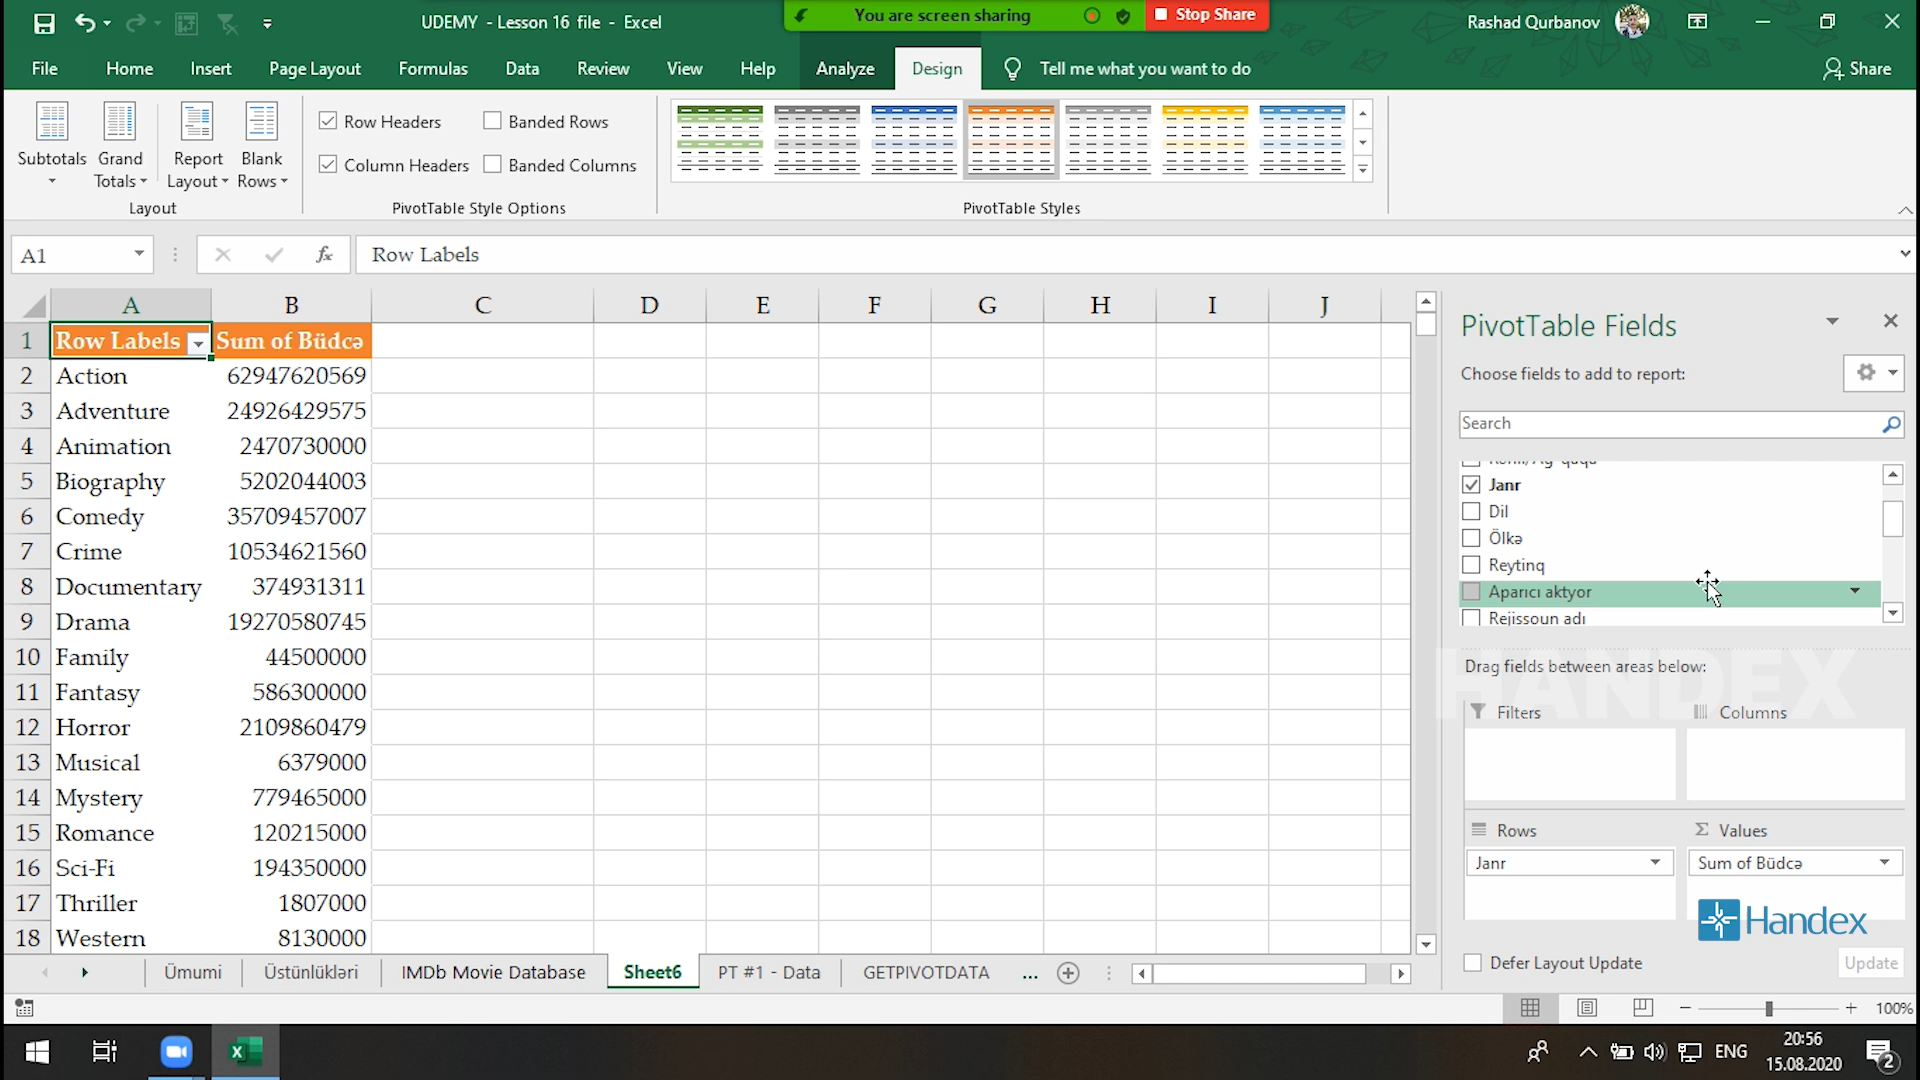 UDEMY - Lesson 16 file - Excel
You are screen sharing
Stop Share
Rashad Qurbanov
File Home Insert Page Layout Formulas Data Review View Help Analyze Design Tell me what you want to do Share
Subtotals
Grand Totals
Report Layout
Blank Rows
Layout
Row Headers
Banded Rows
Column Headers
Banded Columns
PivotTable Style Options
PivotTable Styles
A1
fx
Row Labels
A B C D E F G H I J
1 Row Labels Sum of Büdcə
2 Action 62947620569
3 Adventure 24926429575
4 Animation 2470730000
5 Biography 5202044003
6 Comedy 35709457007
7 Crime 10534621560
8 Documentary 374931311
9 Drama 19270580745
10 Family 44500000
11 Fantasy 586300000
12 Horror 2109860479
13 Musical 6379000
14 Mystery 779465000
15 Romance 120215000
16 Sci-Fi 194350000
17 Thriller 1807000
18 Western 8130000
PivotTable Fields
Choose fields to add to report:
Search
Janr
Dil
Ölkə
Reytinq
Aparıcı aktyor
Rejissoun adı
Drag fields between areas below:
HANDEX
Filters
Columns
Rows
Values
Janr
Sum of Büdcə
Handex
Defer Layout Update
Update
Ümumi Üstünlükləri IMDb Movie Database Sheet6 PT #1 - Data GETPIVOTDATA ...
100%
ENG
20:56
15.08.2020
2